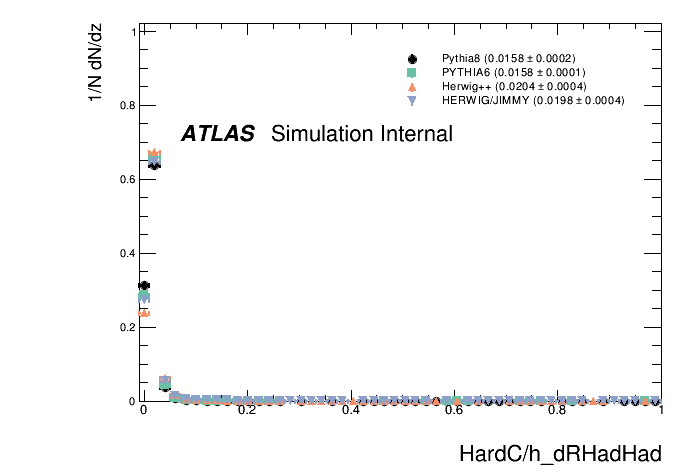 1/N dN/dz
1
0.8
0.6
0.4
0.2
0
Pythia8 (0.0158 ± 0.0002)
PYTHIA6 (0.0158 ± 0.0001)
Herwig++ (0.0204 ± 0.0004)
HERWIG/JIMMY (0.0198 ± 0.0004)
ATLAS Simulation Internal
0 0.2 0.4 0.6 0.8 1
HardC/h_dRHadHad